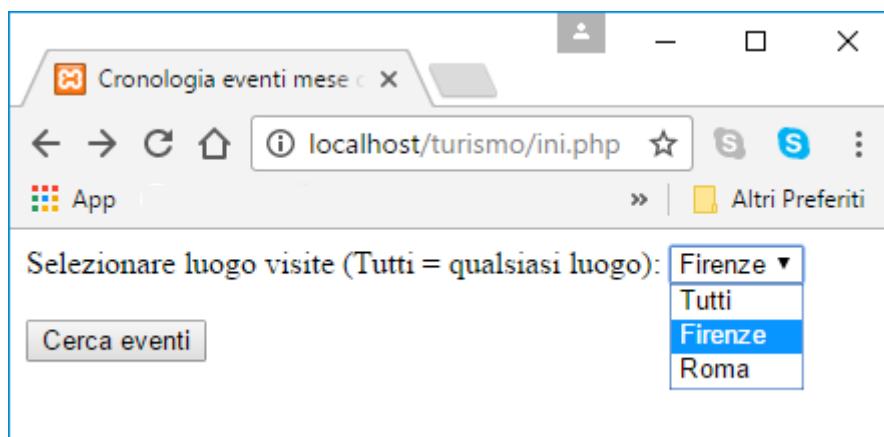 Cronologia eventi mese
localhost/turismo/ini.php
App » Altri Preferiti
Selezionare luogo visite (Tutti = qualsiasi luogo): Firenze
Tutti
Firenze
Cerca eventi
Roma